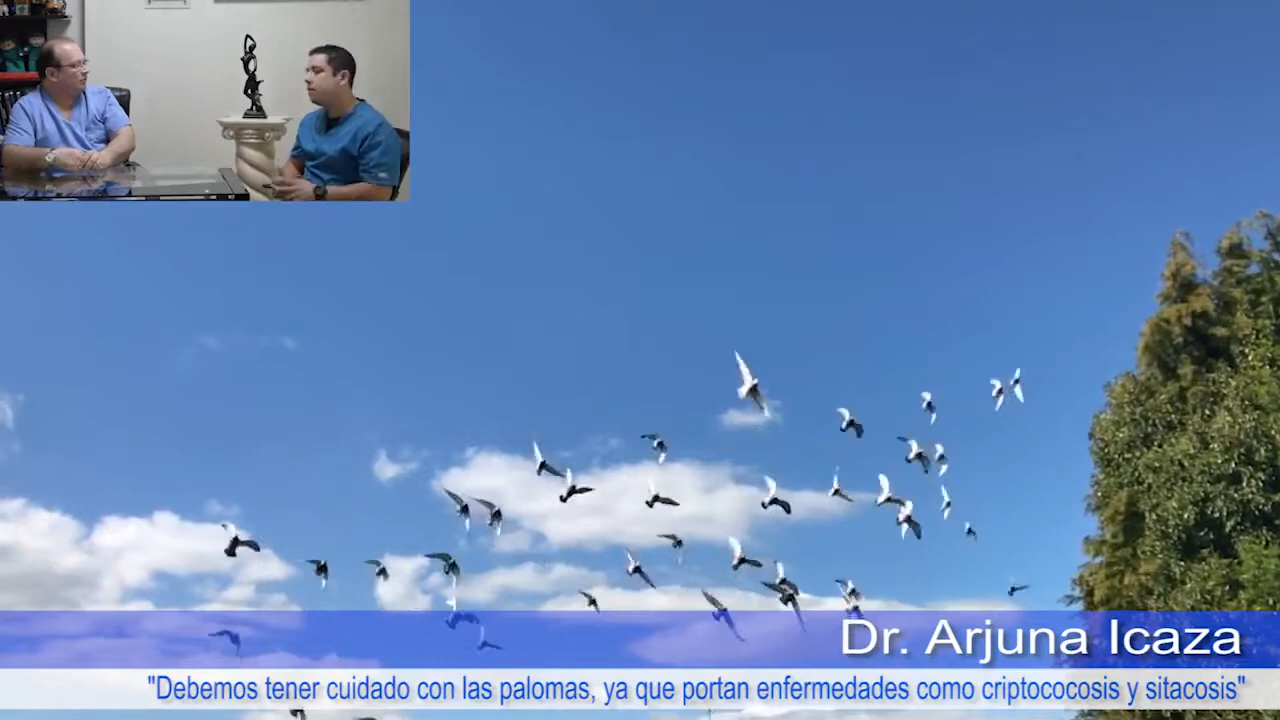 Dr. Arjuna Icaza
"Debemos tener cuidado con las palomas, ya que portan enfermedades como criptococosis y sitacosis"